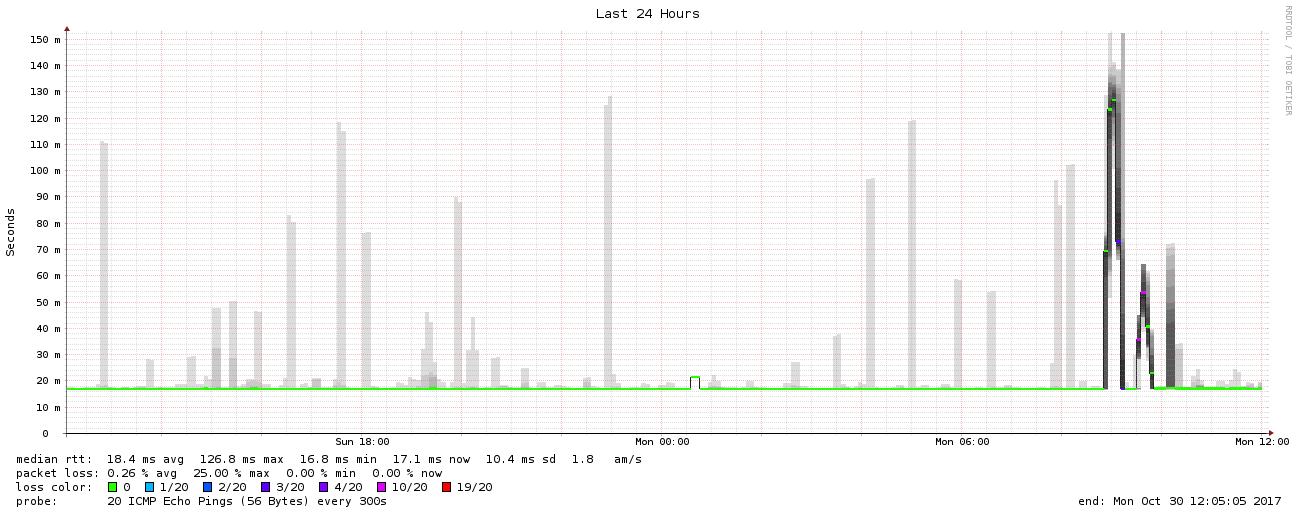 Last 24 Hours
RRDTOOL / TOBI OETIKER
Seconds
150 m
140 m
130 m
120 m
110 m
100 m
90 m
80 m
70 m
60 m
50 m
40 m
30 m
20 m
10 m
0
Sun 18:00 Mon 00:00 Mon 06:00 Mon 12:00
median rtt: 18.4 ms avg 126.8 ms max 16.8 ms min 17.1 ms now 10.4 ms sd 1.8 am/s
packet loss: 0.26 % avg 25.00 % max 0.00 % min 0.00 % now
loss color: 0 1/20 2/20 3/20 4/20 10/20 19/20
probe: 20 ICMP Echo Pings (56 Bytes) every 300s end: Mon Oct 30 12:05:05 2017